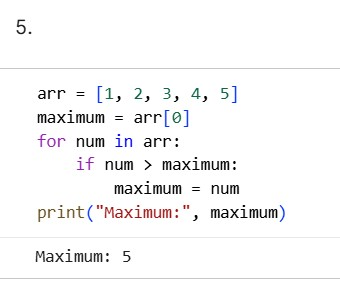 5.
arr = [1, 2, 3, 4, 5]
maximum = arr[0]
for num in arr:
    if num > maximum:
        maximum = num
print("Maximum:", maximum)
Maximum: 5